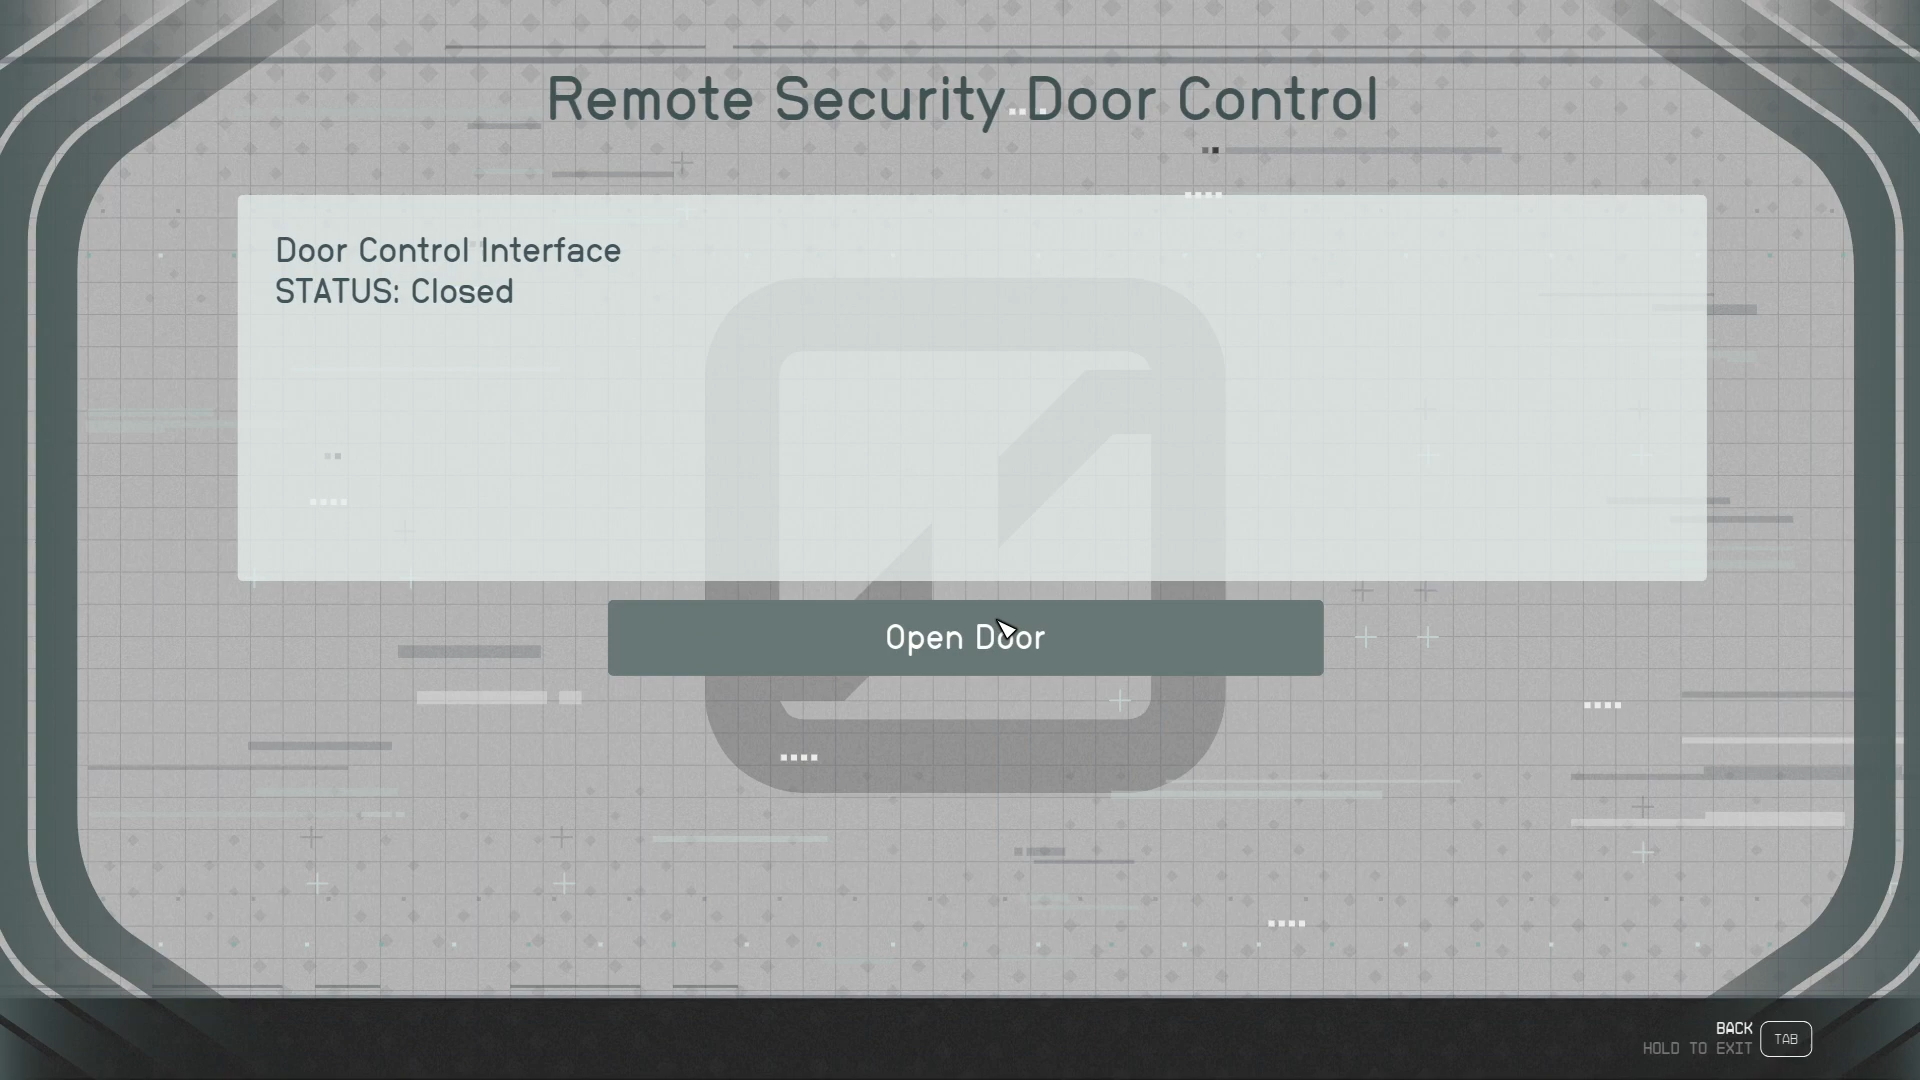 Remote Security Door Control
Door Control Interface
STATUS: Closed
Open Door
BACK
HOLD TO EXIT
TAB